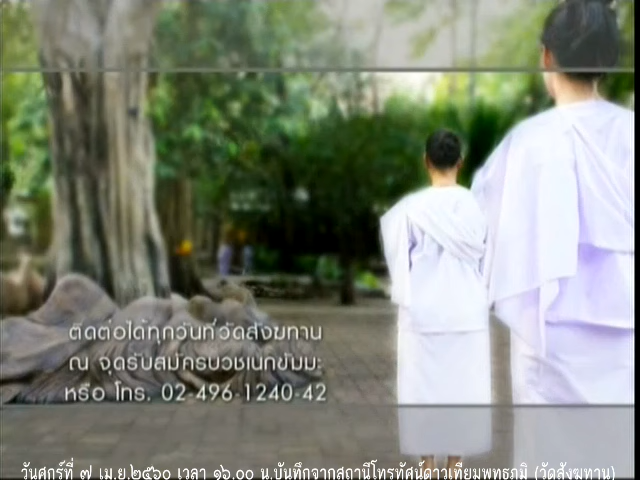 ติดต่อได้ทุกวันที่วัดสังฆทาน
ณ จุดรับสมัครบวชเนกขัมมะ
หรือ โทร. 02-496-1240-42
วันศุกร์ที่ ๗ เม.ย.๒๕๖๐ เวลา ๑๖.๐๐ น.บันทึกจากสถานีโทรทัศน์ดาวเทียมพุทธภูมิ (วัดสังฆทาน)